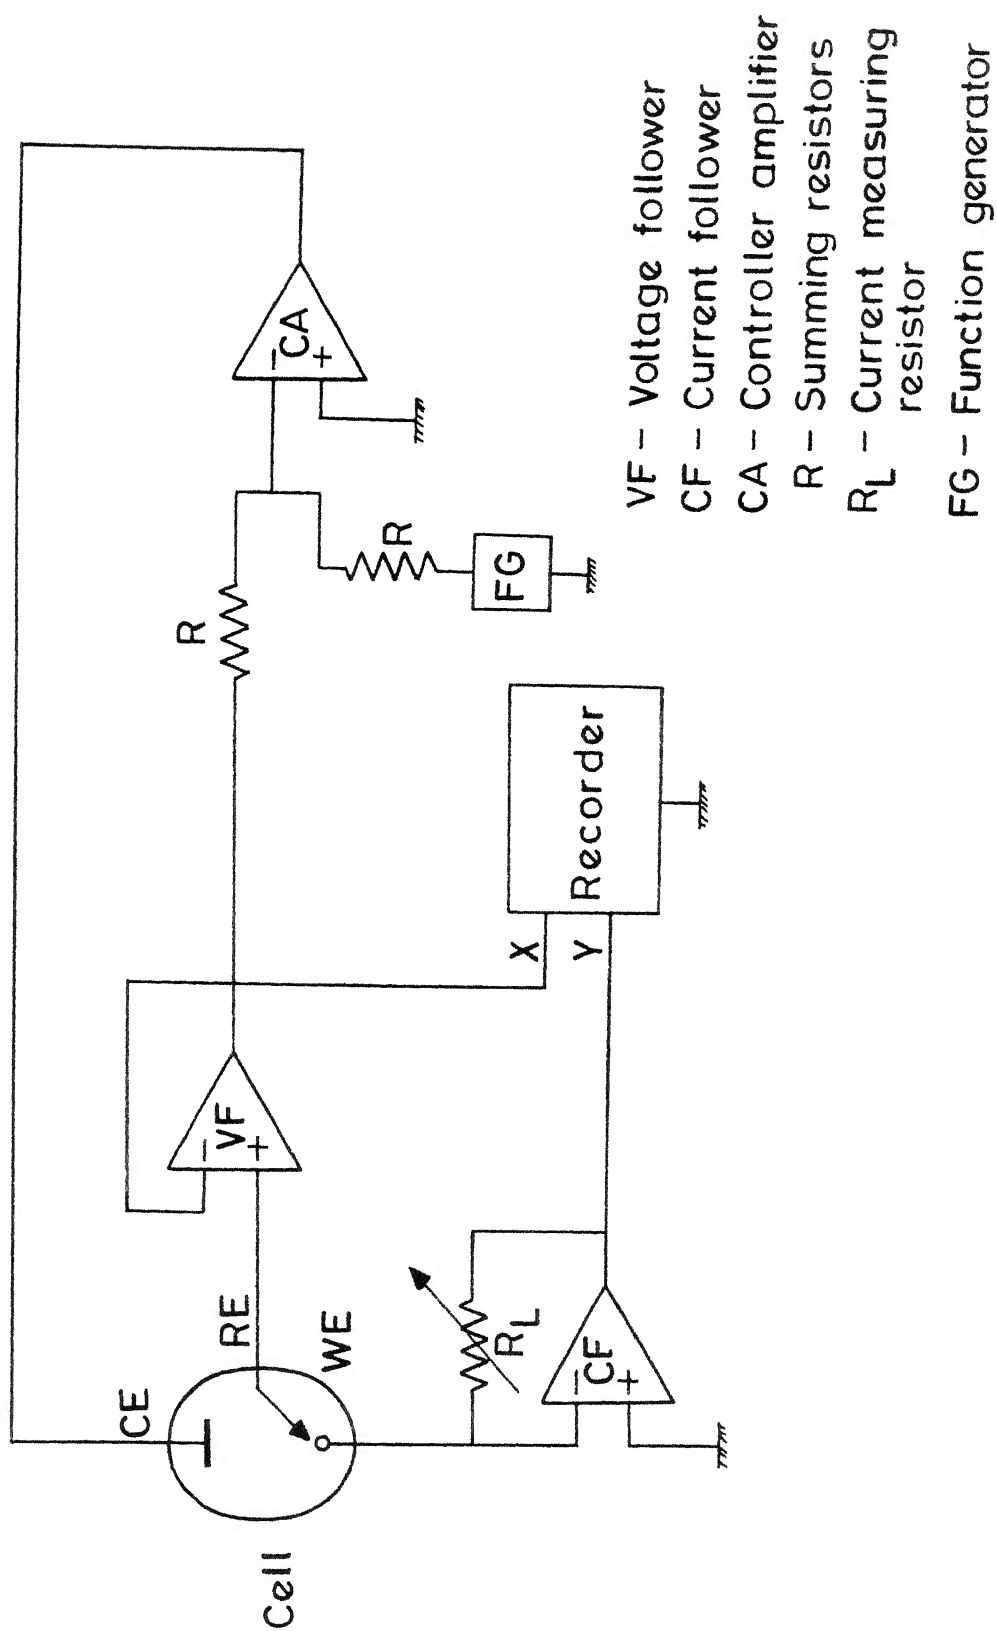 CE
RE
WE
Cell
− VF +
R
− CA +
R
FG
R_L
− CF +
X
Y
Recorder
VF – Voltage follower
CF – Current follower
CA – Controller amplifier
R – Summing resistors
R_L – Current measuring
resistor
FG – Function generator